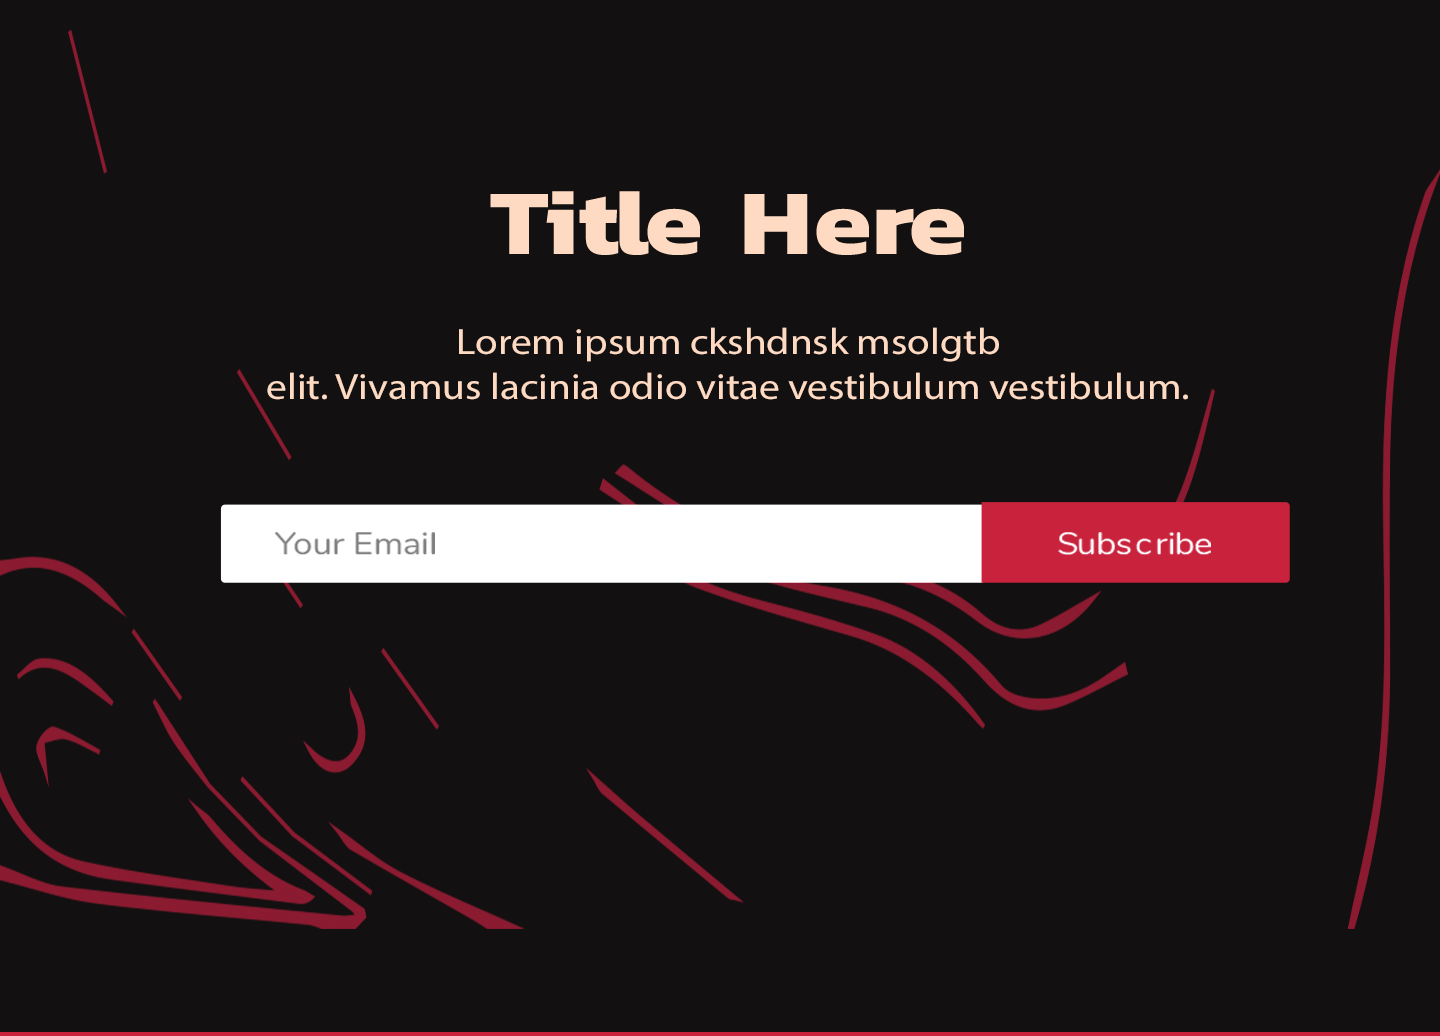 Title Here
Lorem ipsum ckshdnsk msolgtb
elit. Vivamus lacinia odio vitae vestibulum vestibulum.
Your Email
Subscribe